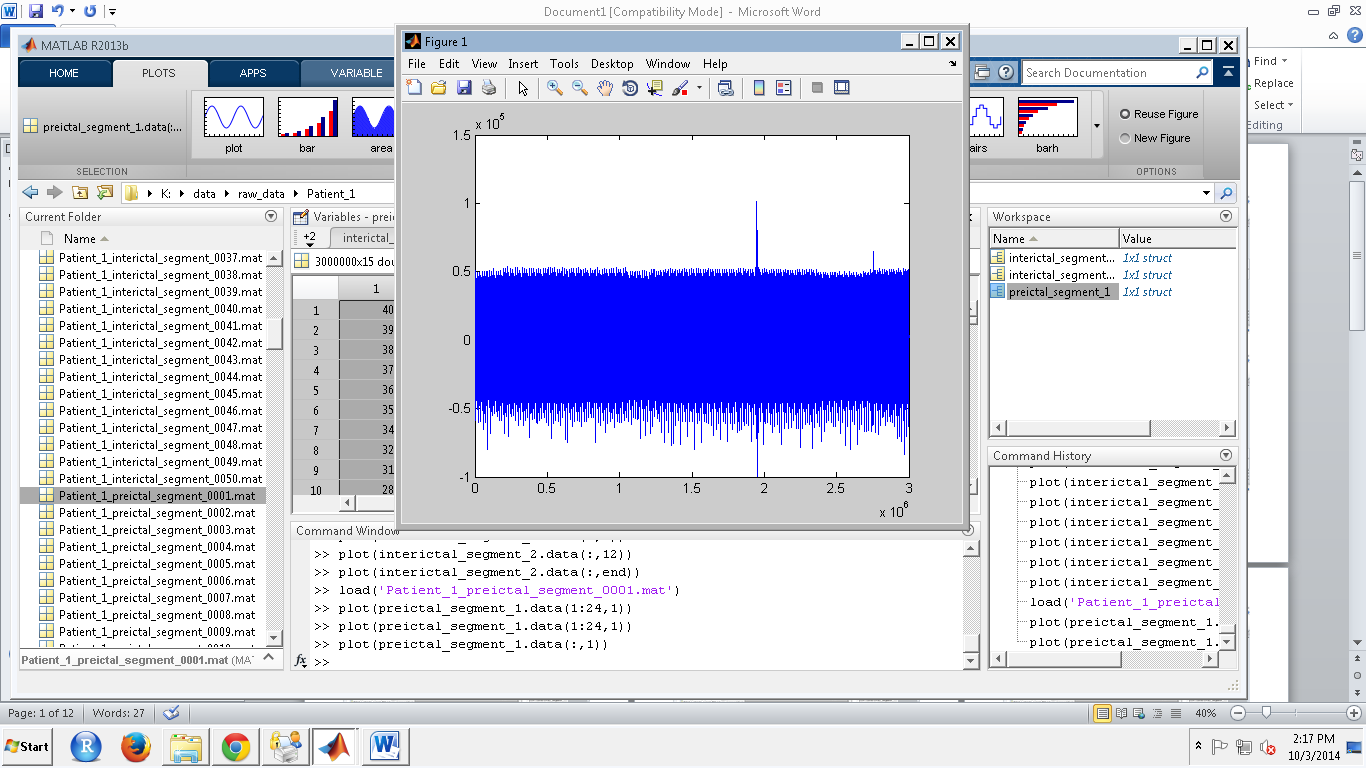 Document1 [Compatibility Mode] - Microsoft Word
MATLAB R2013b
HOME PLOTS APPS VARIABLE
Search Documentation
Find
Replace
Select
Editing
preictal_segment_1.data(:...
plot bar area airs barh
Reuse Figure
New Figure
SELECTION OPTIONS
K: data raw_data Patient_1
Figure 1
File Edit View Insert Tools Desktop Window Help
x 10^5
1.5
1
0.5
0
-0.5
-1
0 0.5 1 1.5 2 2.5 3
x 10^6
Current Folder
Name
Patient_1_interictal_segment_0037.mat
Patient_1_interictal_segment_0038.mat
Patient_1_interictal_segment_0039.mat
Patient_1_interictal_segment_0040.mat
Patient_1_interictal_segment_0041.mat
Patient_1_interictal_segment_0042.mat
Patient_1_interictal_segment_0043.mat
Patient_1_interictal_segment_0044.mat
Patient_1_interictal_segment_0045.mat
Patient_1_interictal_segment_0046.mat
Patient_1_interictal_segment_0047.mat
Patient_1_interictal_segment_0048.mat
Patient_1_interictal_segment_0049.mat
Patient_1_interictal_segment_0050.mat
Patient_1_preictal_segment_0001.mat
Patient_1_preictal_segment_0002.mat
Patient_1_preictal_segment_0003.mat
Patient_1_preictal_segment_0004.mat
Patient_1_preictal_segment_0005.mat
Patient_1_preictal_segment_0006.mat
Patient_1_preictal_segment_0007.mat
Patient_1_preictal_segment_0008.mat
Patient_1_preictal_segment_0009.mat
Patient_1_preictal_segment_0001.mat (MA
Variables - preic
+2 interictal_
3000000x15 dou
1
1 40
2 39
3 38
4 37
5 36
6 35
7 34
8 32
9 31
10 28
Command Window
>> plot(interictal_segment_2.data(:,12))
>> plot(interictal_segment_2.data(:,end))
>> load('Patient_1_preictal_segment_0001.mat')
>> plot(preictal_segment_1.data(1:24,1))
>> plot(preictal_segment_1.data(1:24,1))
>> plot(preictal_segment_1.data(:,1))
fx >>
Workspace
Name Value
interictal_segment... 1x1 struct
interictal_segment... 1x1 struct
preictal_segment_1 1x1 struct
Command History
plot(interictal_segment_
plot(interictal_segment_
plot(interictal_segment_
plot(interictal_segment_
plot(interictal_segment_
plot(interictal_segment_
load('Patient_1_preictal
plot(preictal_segment_1.
plot(preictal_segment_1.
Page: 1 of 12 Words: 27 40%
Start
2:17 PM
10/3/2014